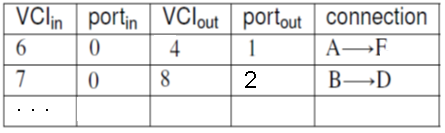 VCIin portin VCIout portout connection
6 0 4 1 A⟶F
7 0 8 2 B⟶D
. . .